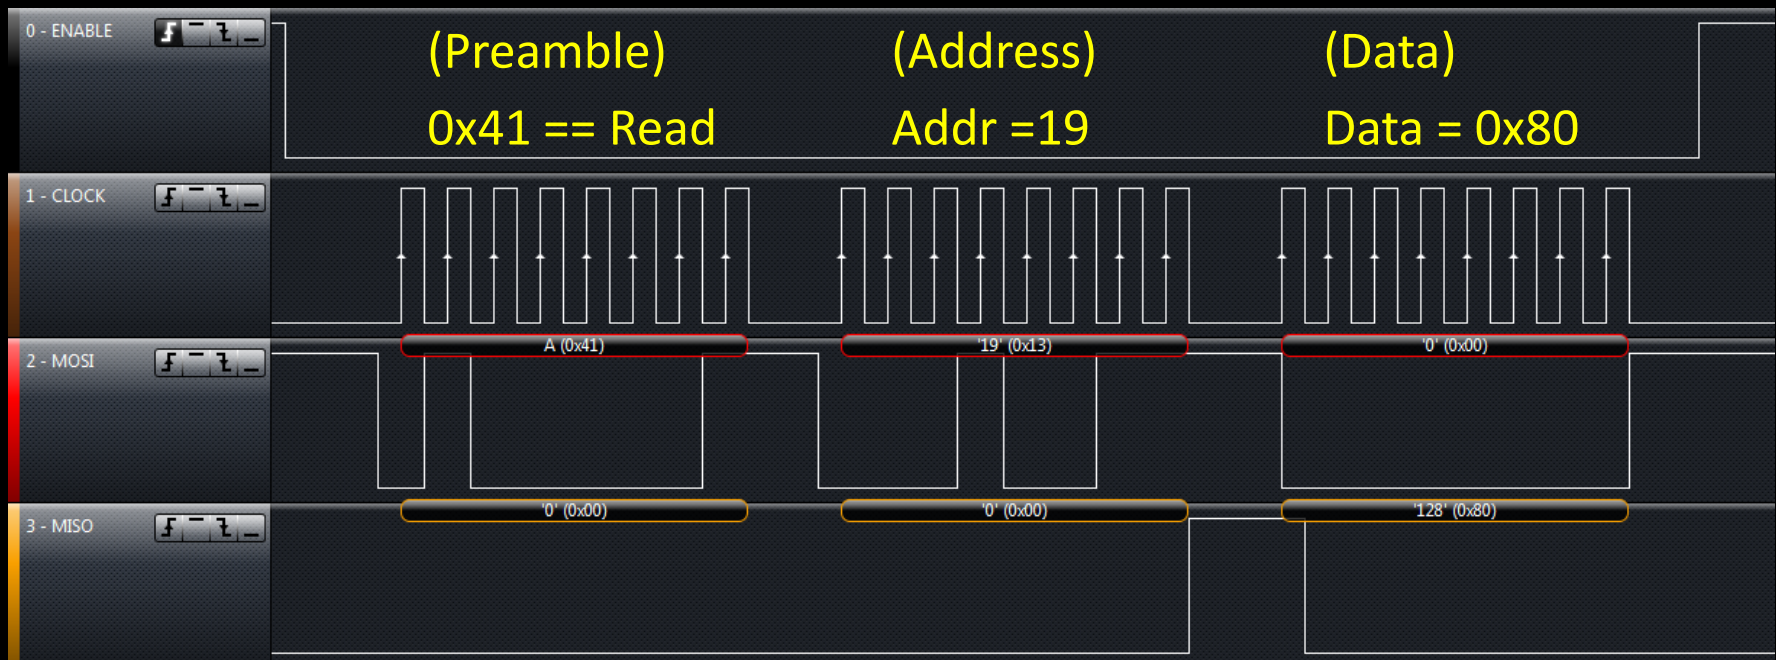 0 - ENABLE
(Preamble) (Address) (Data)
0x41 == Read Addr =19 Data = 0x80
1 - CLOCK
A (0x41) '19' (0x13) '0' (0x00)
2 - MOSI
'0' (0x00) '0' (0x00) '128' (0x80)
3 - MISO